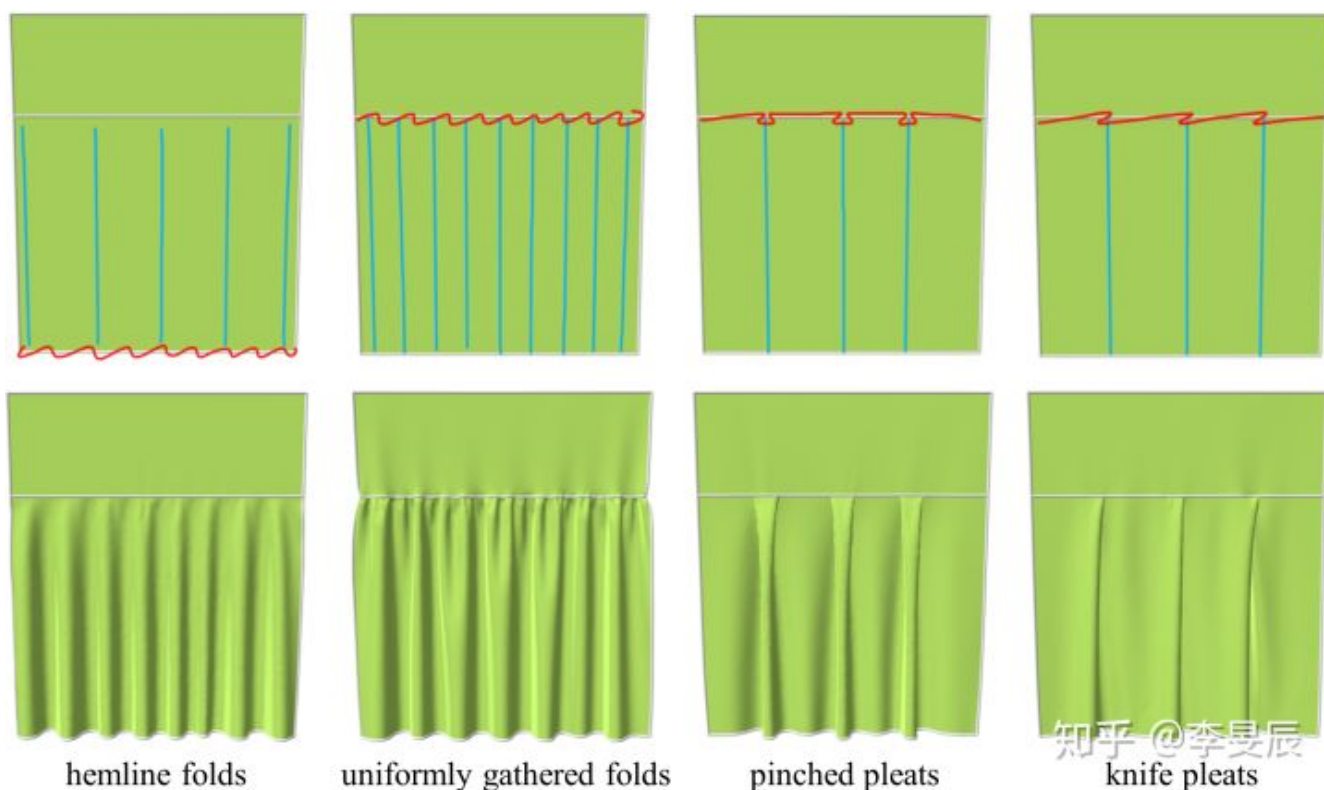 知乎 @李旻辰
hemline folds
uniformly gathered folds
pinched pleats
knife pleats